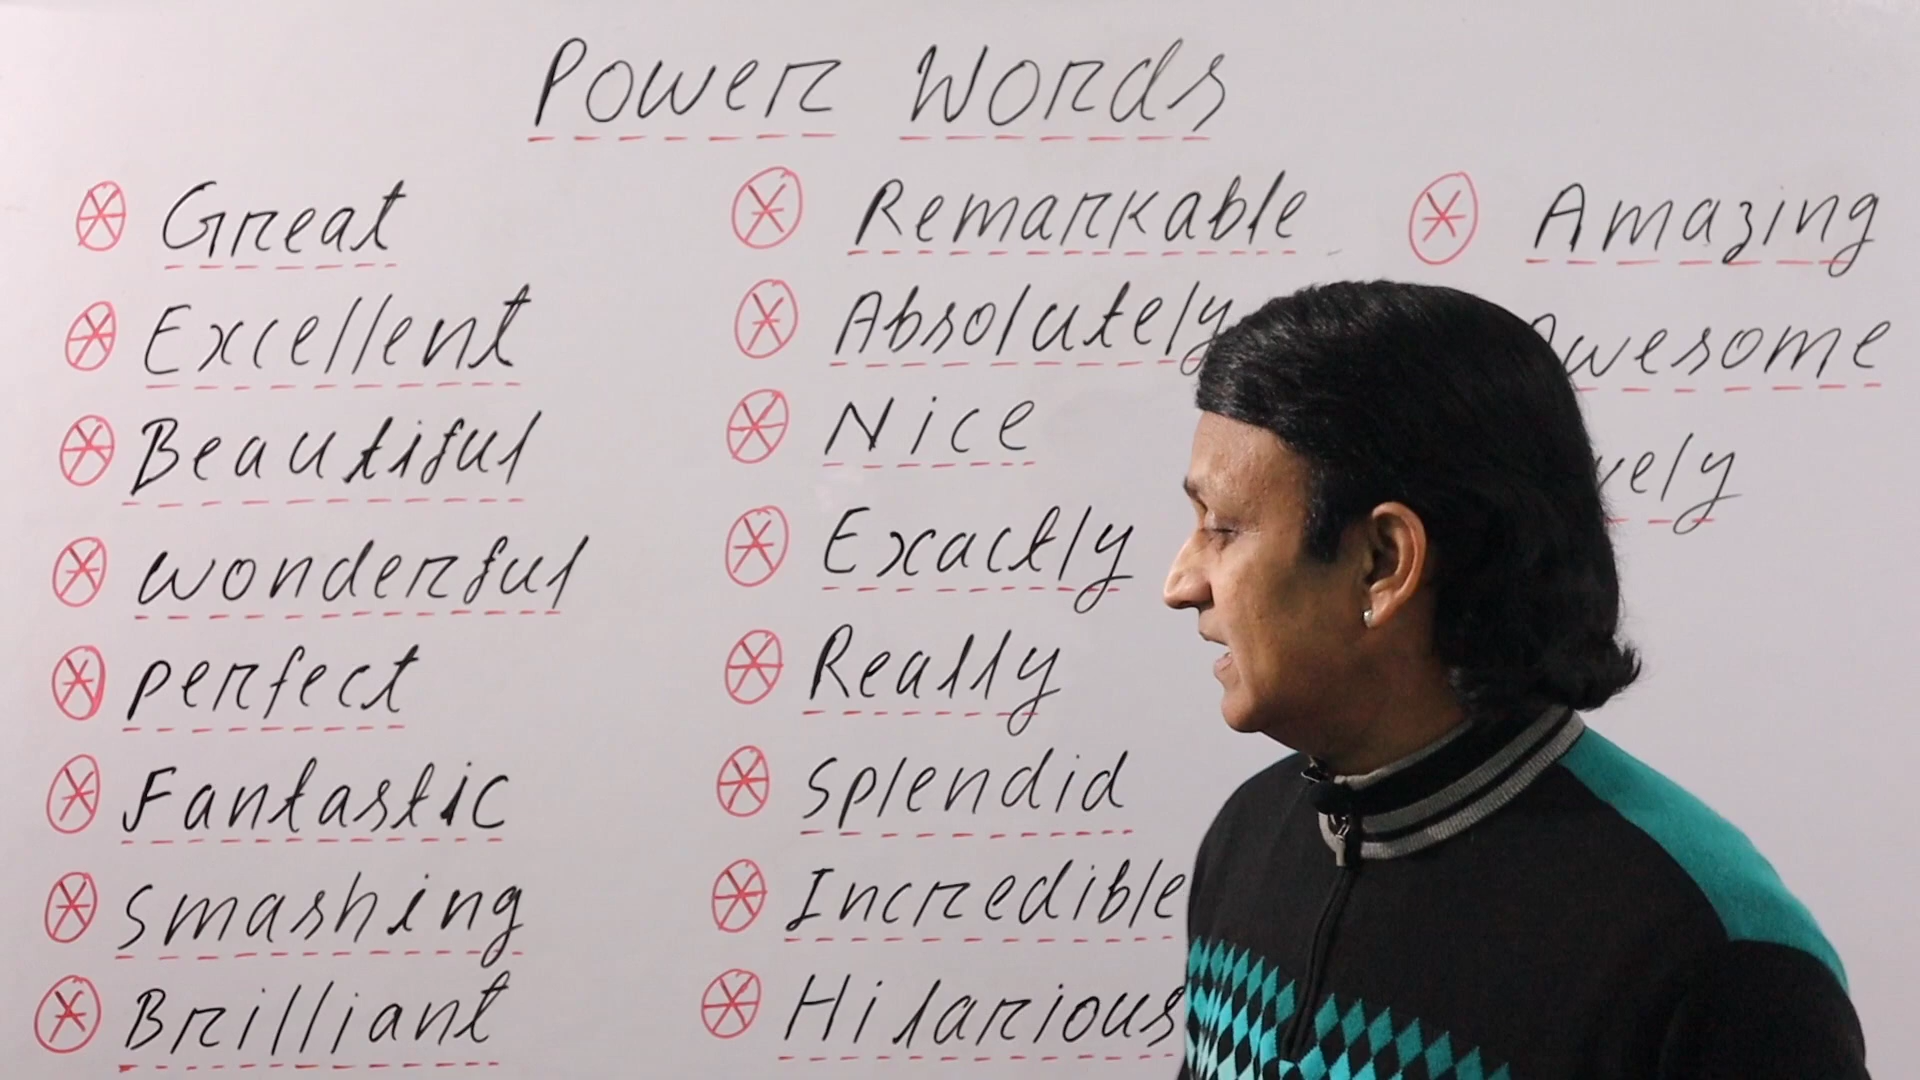 Power Words
Great
Excellent
Beautiful
Wonderful
Perfect
Fantastic
Smashing
Brilliant
Remarkable
Absolutely
Nice
Exactly
Really
Splendid
Incredible
Hilarious
Amazing
Awesome